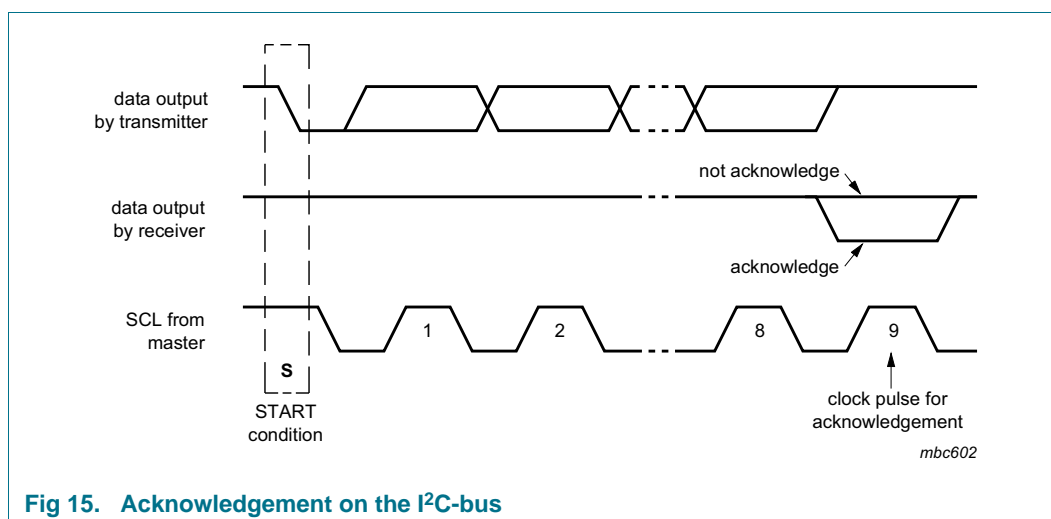 data output
by transmitter
not acknowledge
data output
by receiver
acknowledge
SCL from
master
1
2
8
9
S
START
condition
clock pulse for
acknowledgement
mbc602
Fig 15. Acknowledgement on the I²C-bus